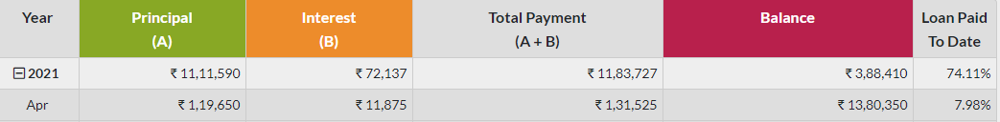 Year Principal Interest Total Payment Balance Loan Paid
(A) (B) (A + B) To Date
2021 ₹ 11,11,590 ₹ 72,137 ₹ 11,83,727 ₹ 3,88,410 74.11%
Apr ₹ 1,19,650 ₹ 11,875 ₹ 1,31,525 ₹ 13,80,350 7.98%